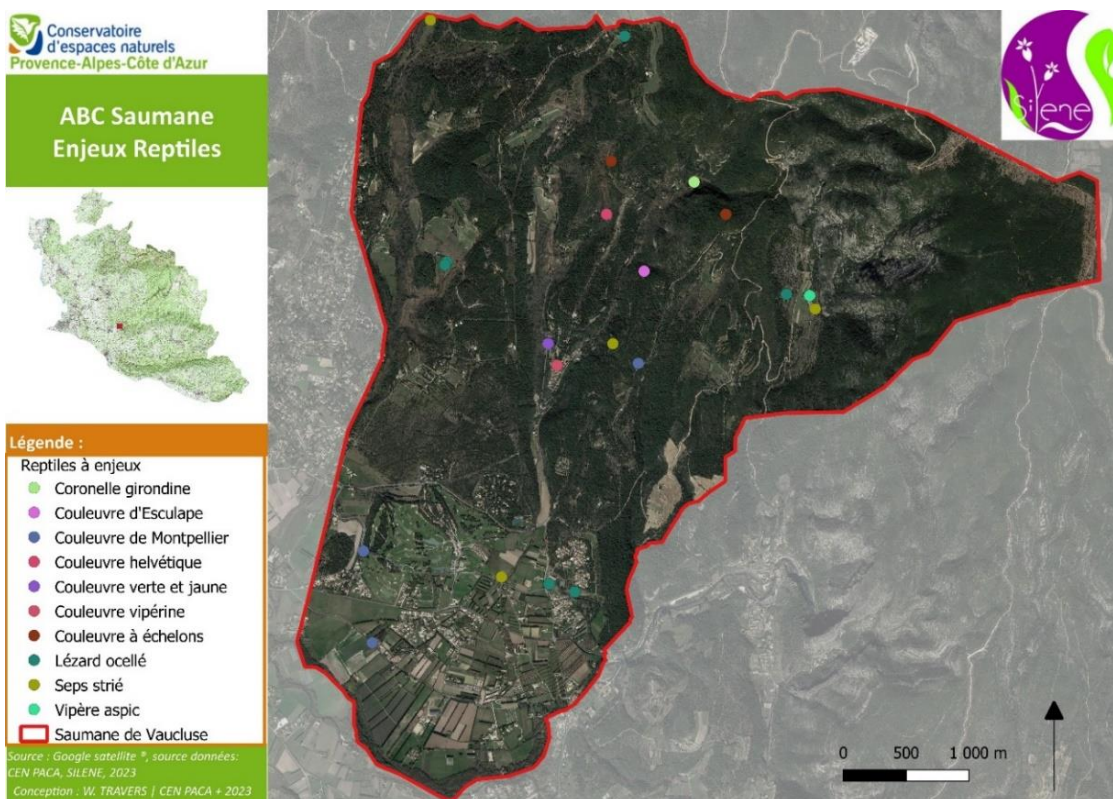 Conservatoire
d'espaces naturels
Provence-Alpes-Côte d'Azur
ABC Saumane
Enjeux Reptiles
Légende :
Reptiles à enjeux
Coronelle girondine
Couleuvre d'Esculape
Couleuvre de Montpellier
Couleuvre helvétique
Couleuvre verte et jaune
Couleuvre vipérine
Couleuvre à échelons
Lézard ocellé
Seps strié
Vipère aspic
Saumane de Vaucluse
Source : Google satellite ®, source données:
CEN PACA, SILENE, 2023
Conception : W. TRAVERS | CEN PACA + 2023
Silene
0 500 1 000 m